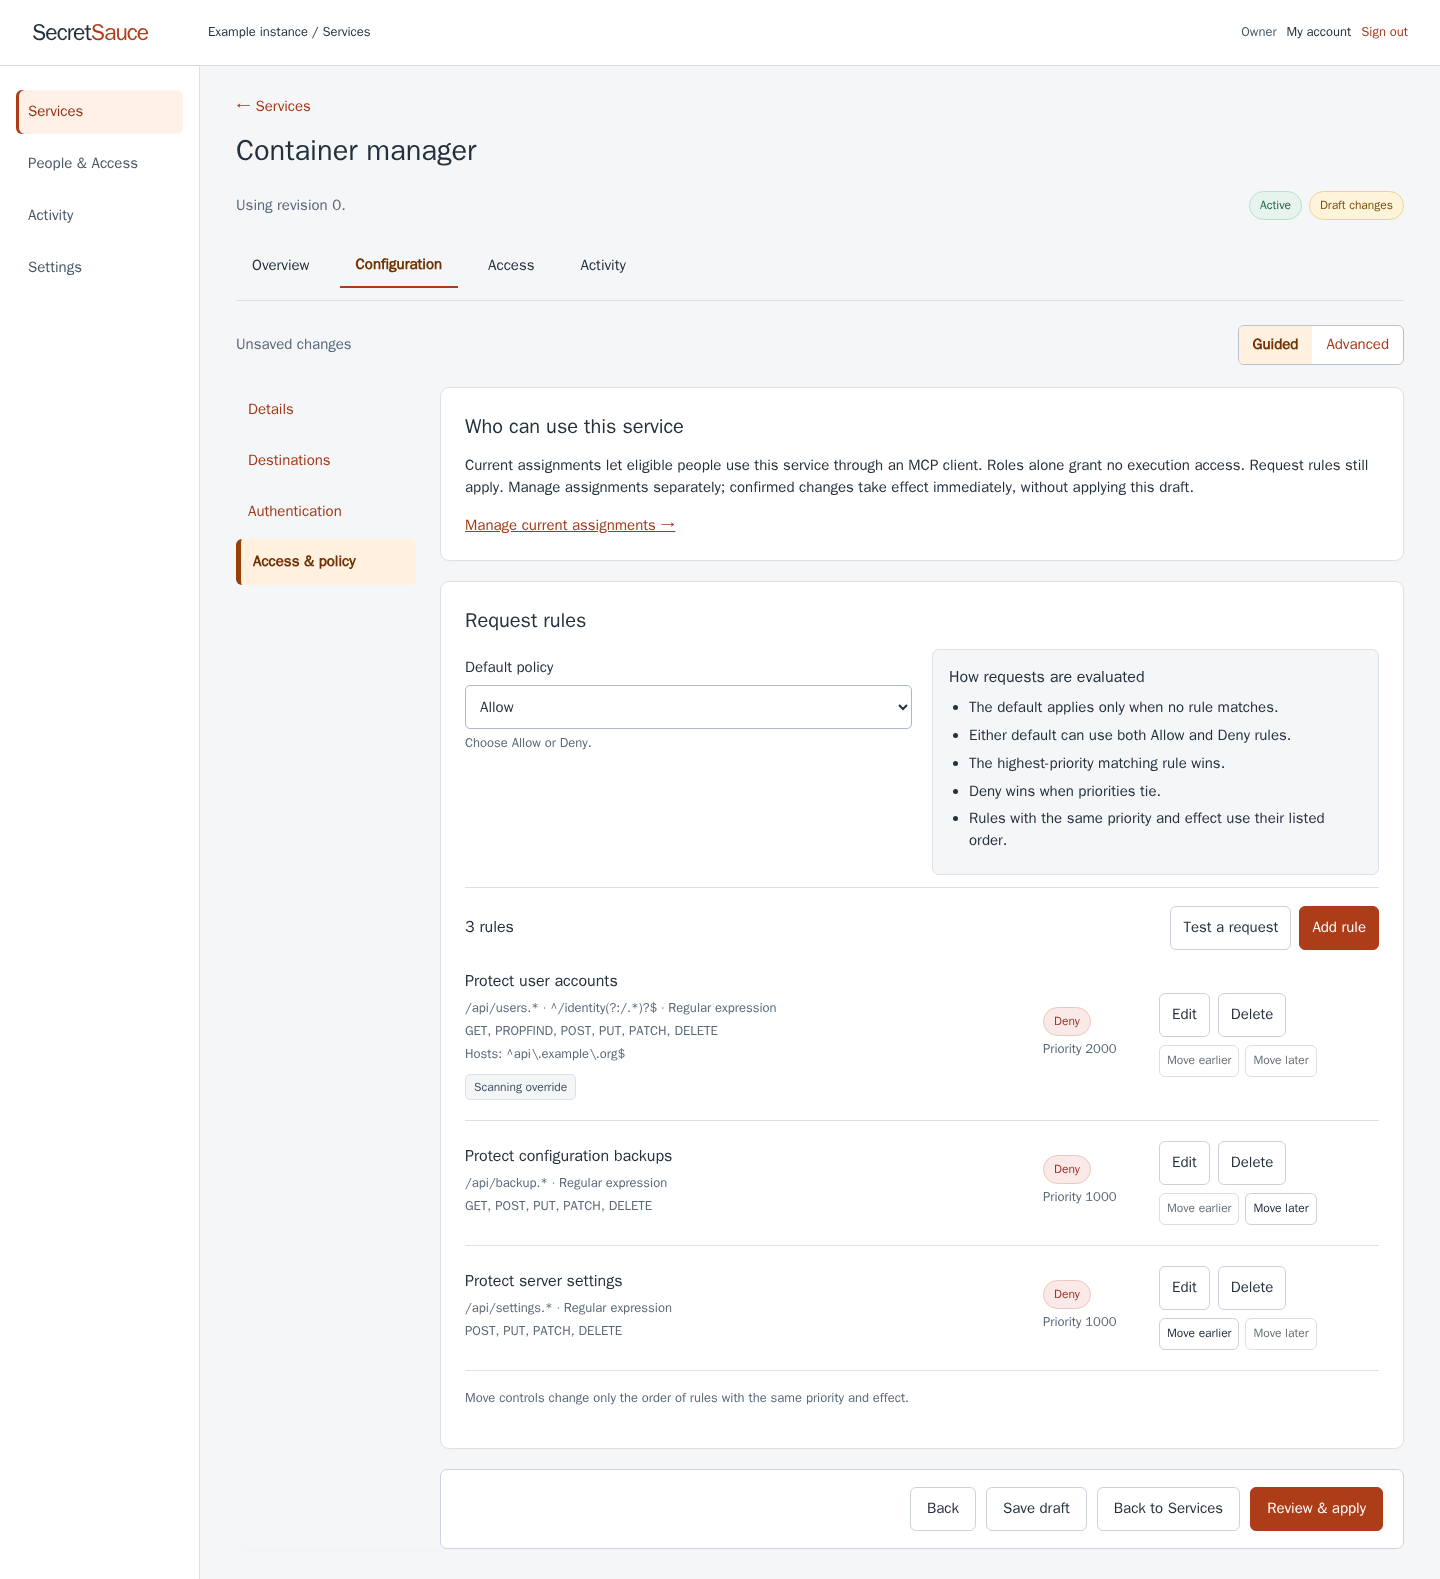 SecretSauce
Example instance / Services
Owner My account Sign out
Services
People & Access
Activity
Settings
← Services
Container manager
Using revision 0.
Active
Draft changes
Overview
Configuration
Access
Activity
Unsaved changes
Guided
Advanced
Details
Destinations
Authentication
Access & policy
Who can use this service
Current assignments let eligible people use this service through an MCP client. Roles alone grant no execution access. Request rules still
apply. Manage assignments separately; confirmed changes take effect immediately, without applying this draft.
Manage current assignments →
Request rules
Default policy
Allow
Choose Allow or Deny.
How requests are evaluated
• The default applies only when no rule matches.
• Either default can use both Allow and Deny rules.
• The highest-priority matching rule wins.
• Deny wins when priorities tie.
• Rules with the same priority and effect use their listed
order.
3 rules
Test a request
Add rule
Protect user accounts
/api/users.* · ^/identity(?:/.*)?$ · Regular expression
GET, PROPFIND, POST, PUT, PATCH, DELETE
Hosts: ^api\.example\.org$
Scanning override
Deny
Priority 2000
Edit
Delete
Move earlier
Move later
Protect configuration backups
/api/backup.* · Regular expression
GET, POST, PUT, PATCH, DELETE
Deny
Priority 1000
Edit
Delete
Move earlier
Move later
Protect server settings
/api/settings.* · Regular expression
POST, PUT, PATCH, DELETE
Deny
Priority 1000
Edit
Delete
Move earlier
Move later
Move controls change only the order of rules with the same priority and effect.
Back
Save draft
Back to Services
Review & apply